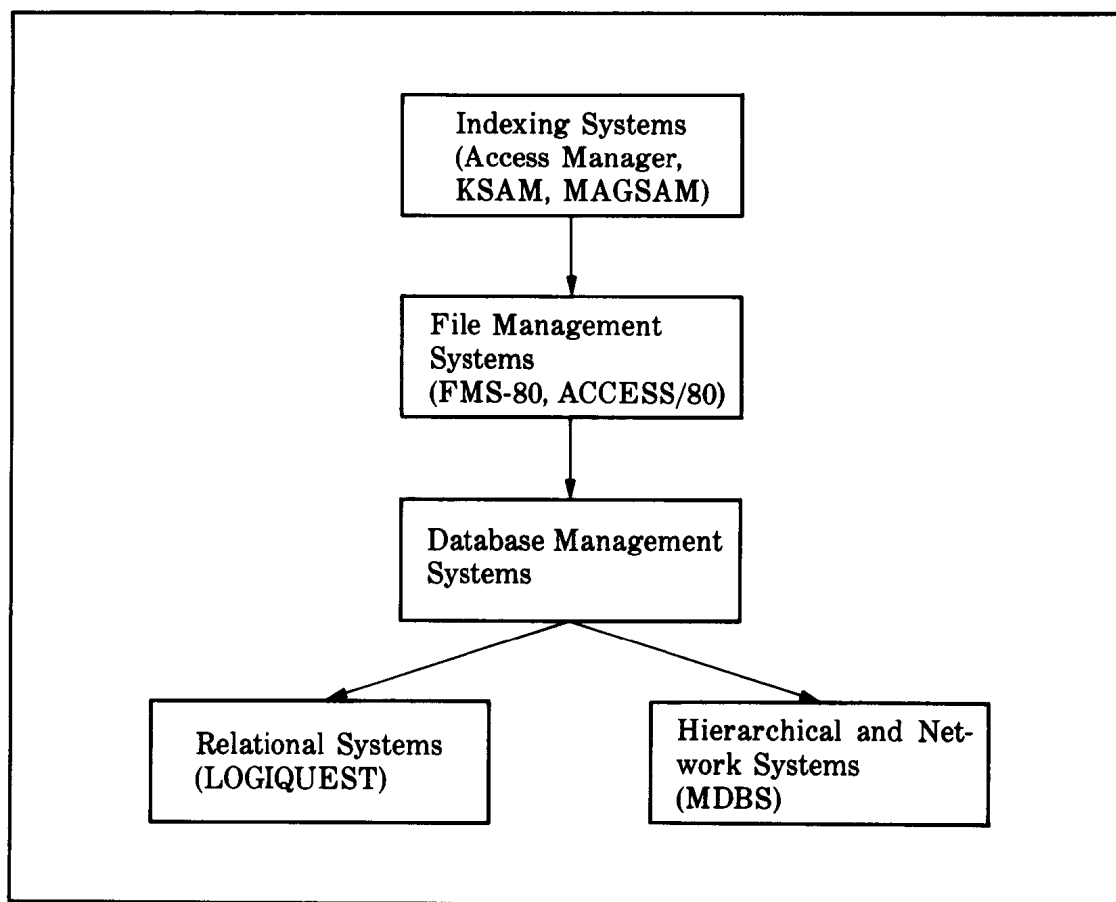 Indexing Systems
(Access Manager,
KSAM, MAGSAM)
File Management
Systems
(FMS-80, ACCESS/80)
Database Management
Systems
Relational Systems
(LOGIQUEST)
Hierarchical and Net-
work Systems
(MDBS)